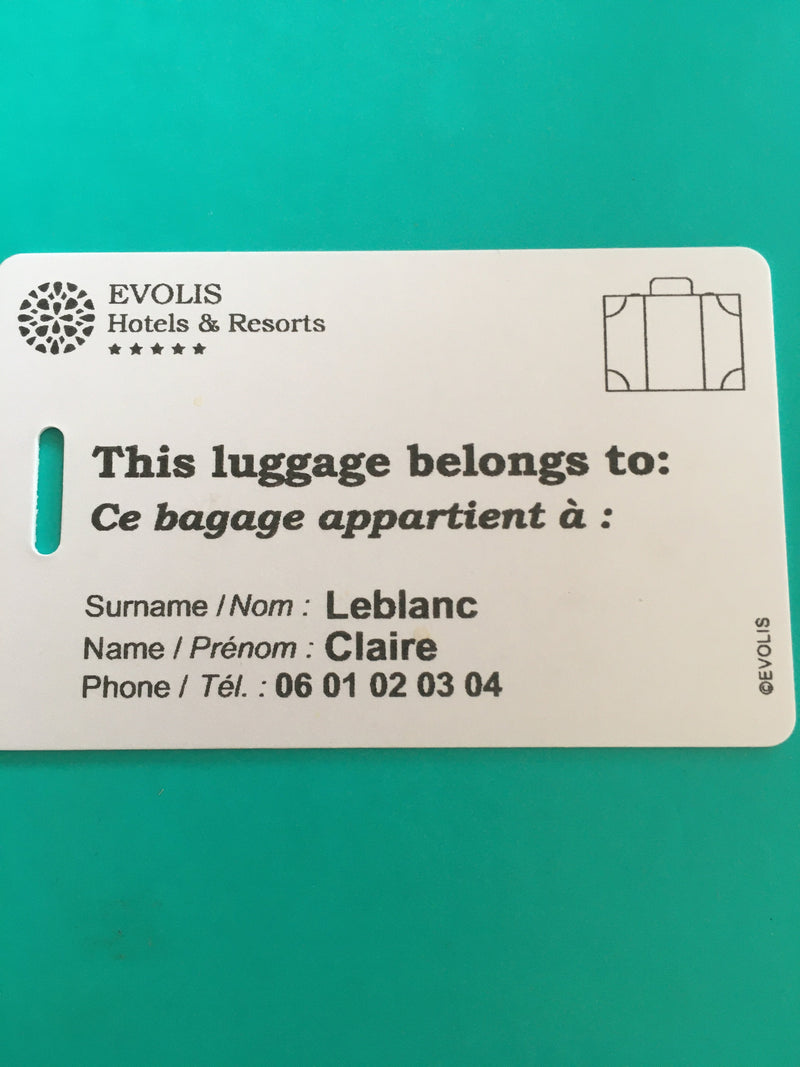 EVOLIS
Hotels & Resorts
This luggage belongs to:
Ce bagage appartient à :
Surname / Nom : Leblanc
Name / Prénom : Claire
Phone / Tél. : 06 01 02 03 04
©EVOLIS